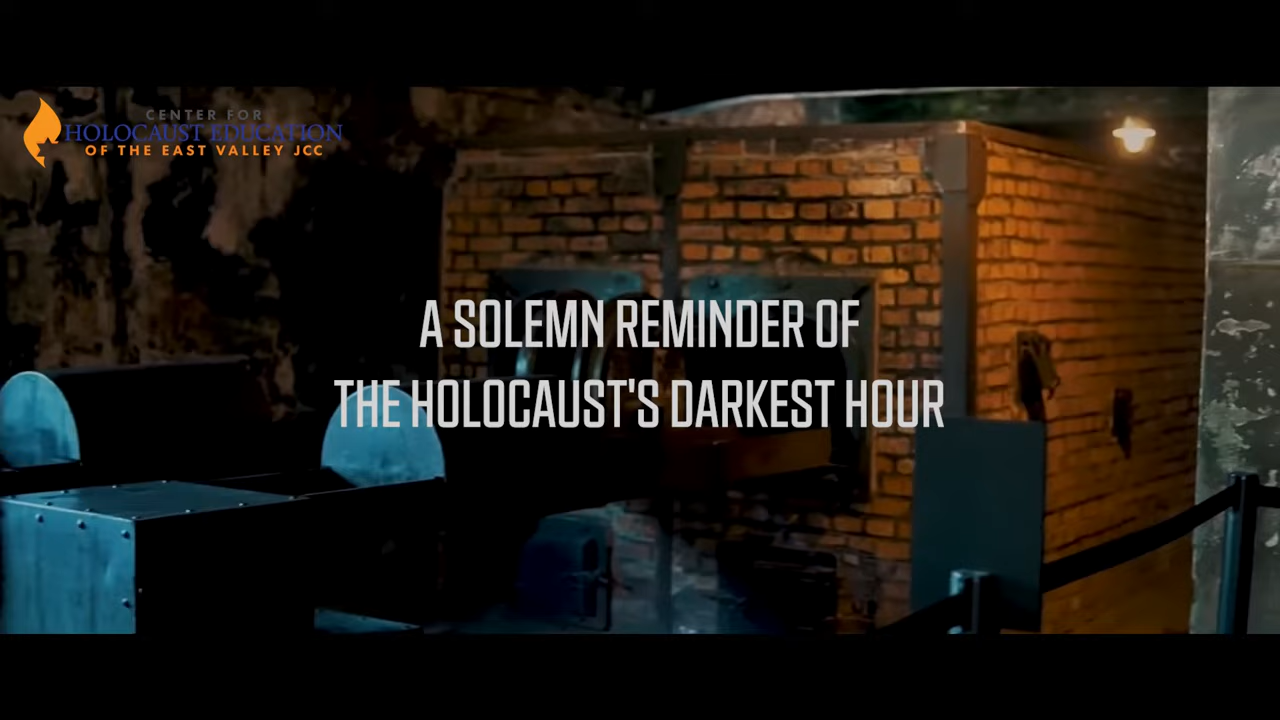 CENTER FOR
HOLOCAUST EDUCATION
OF THE EAST VALLEY JCC
A SOLEMN REMINDER OF
THE HOLOCAUST'S DARKEST HOUR